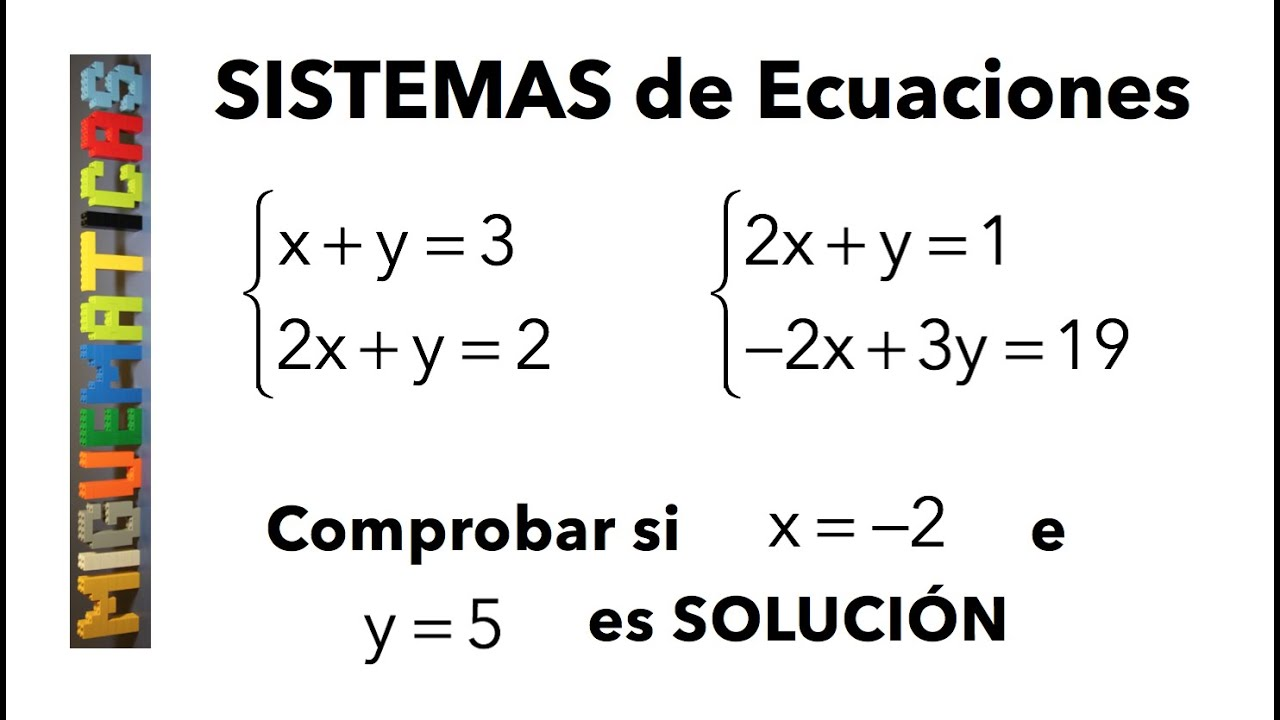 MIGUEMATICAS
SISTEMAS de Ecuaciones
x + y = 3
2x + y = 2
2x + y = 1
−2x + 3y = 19
Comprobar si x = −2 e
y = 5 es SOLUCIÓN